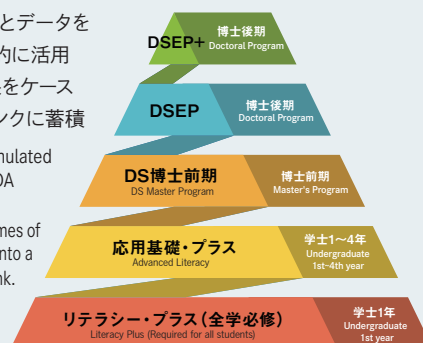 とデータを
的に活用
をケース
ンクに蓄積
mulated
DA
mes of
into a
nk.
DSEP+
博士後期
Doctoral Program
DSEP
博士後期
Doctoral Program
DS博士前期
DS Master Program
博士前期
Master's Program
応用基礎・プラス
Advanced Literacy
学士1〜4年
Undergraduate
1st-4th year
リテラシー・プラス（全学必修）
Literacy Plus (Required for all students)
学士1年
Undergraduate
1st year